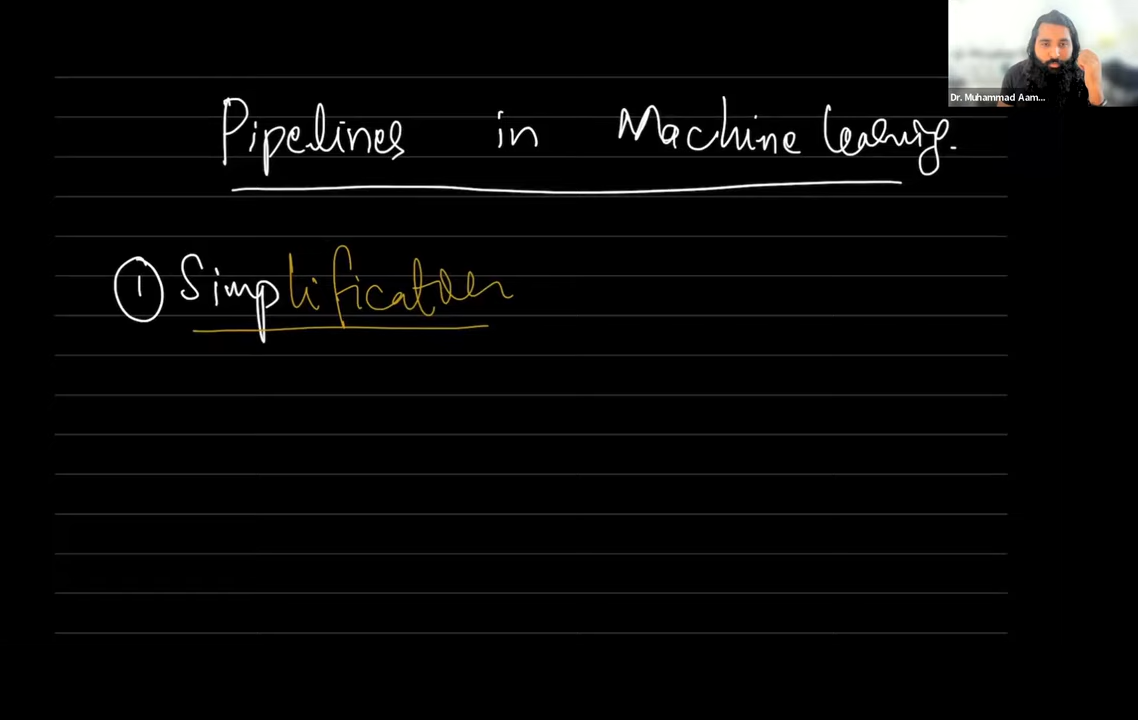 Pipelines in Machine Learning.
Dr. Muhammad Aam...
① Simplification